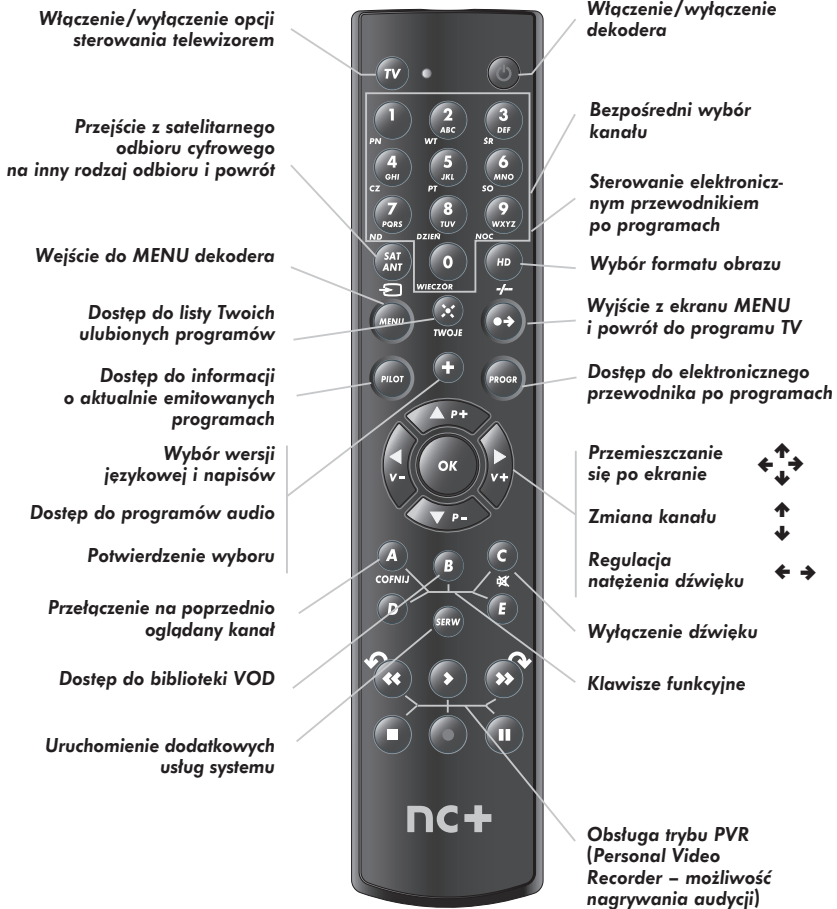 Włączenie/wyłączenie opcji
sterowania telewizorem
Przejście z satelitarnego
odbioru cyfrowego
na inny rodzaj odbioru i powrót
Wejście do MENU dekodera
Dostęp do listy Twoich
ulubionych programów
Dostęp do informacji
o aktualnie emitowanych
programach
Wybór wersji
językowej i napisów
Dostęp do programów audio
Potwierdzenie wyboru
Przełączenie na poprzednio
oglądany kanał
Dostęp do biblioteki VOD
Uruchomienie dodatkowych
usług systemu
TV
1 2 3
ABC DEF
PN WT ŚR
4 5 6
GHI JKL MNO
CZ PT SO
7 8 9
PQRS TUV WXYZ
ND DZIEŃ NOC
SAT
ANT
0 HD
WIECZÓR -/--
MENU
TWOJE
PILOT + PROGR
P+
V- OK V+
P-
A B C
COFNIJ
D SERW E
nc+
Włączenie/wyłączenie
dekodera
Bezpośredni wybór
kanału
Sterowanie elektronicz-
nym przewodnikiem
po programach
Wybór formatu obrazu
Wyjście z ekranu MENU
i powrót do programu TV
Dostęp do elektronicznego
przewodnika po programach
Przemieszczanie
się po ekranie
Zmiana kanału
Regulacja
natężenia dźwięku
Wyłączenie dźwięku
Klawisze funkcyjne
Obsługa trybu PVR
(Personal Video
Recorder – możliwość
nagrywania audycji)